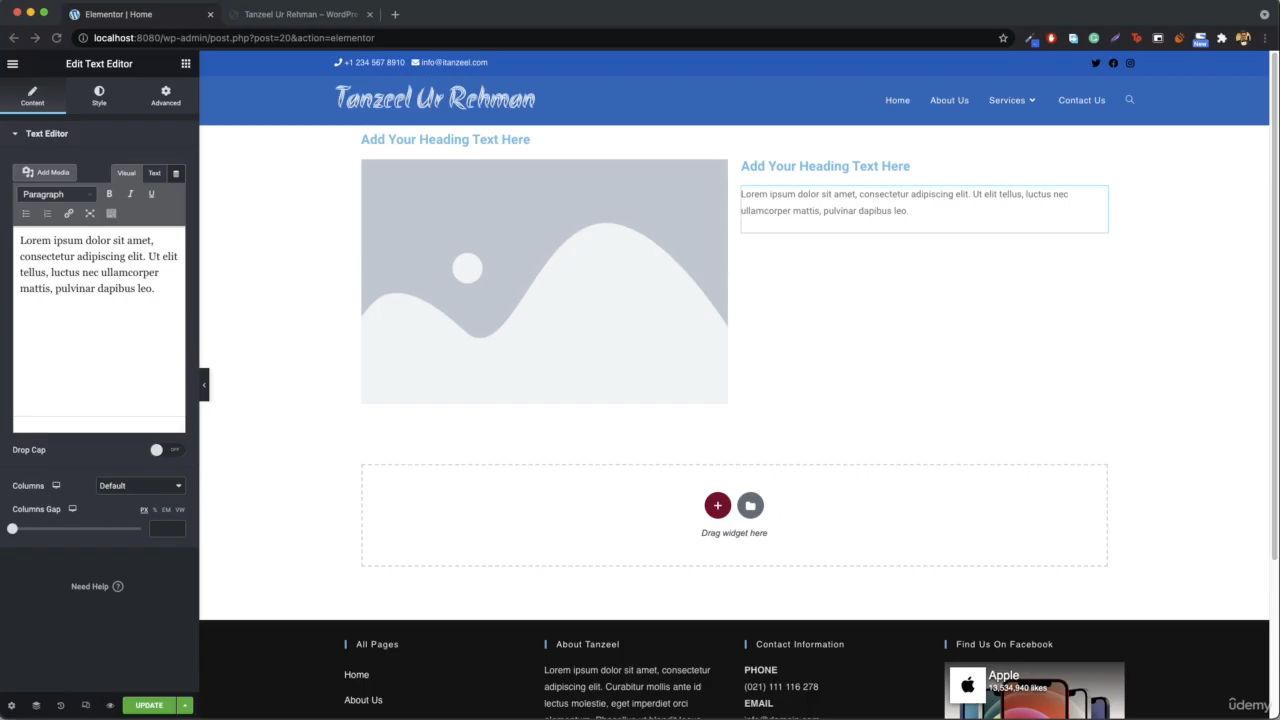 Elementor | Home
Tanzeel Ur Rehman – WordPre
localhost:8080/wp-admin/post.php?post=20&action=elementor
New
Edit Text Editor
Content
Style
Advanced
Text Editor
Add Media
Visual
Text
Paragraph
B
I
U
Lorem ipsum dolor sit amet,
consectetur adipiscing elit. Ut elit
tellus, luctus nec ullamcorper
mattis, pulvinar dapibus leo.
Drop Cap
OFF
Columns
Default
Columns Gap
PX % EM VW
Need Help ?
UPDATE
+1 234 567 8910 info@itanzeel.com
Tanzeel Ur Rehman
Home
About Us
Services
Contact Us
Add Your Heading Text Here
Add Your Heading Text Here
Lorem ipsum dolor sit amet, consectetur adipiscing elit. Ut elit tellus, luctus nec
ullamcorper mattis, pulvinar dapibus leo.
Drag widget here
All Pages
Home
About Us
About Tanzeel
Lorem ipsum dolor sit amet, consectetur
adipiscing elit. Curabitur mollis ante id
lectus molestie, eget imperdiet orci
Contact Information
PHONE
(021) 111 116 278
EMAIL
Find Us On Facebook
Apple
13,534,940 likes
udemy